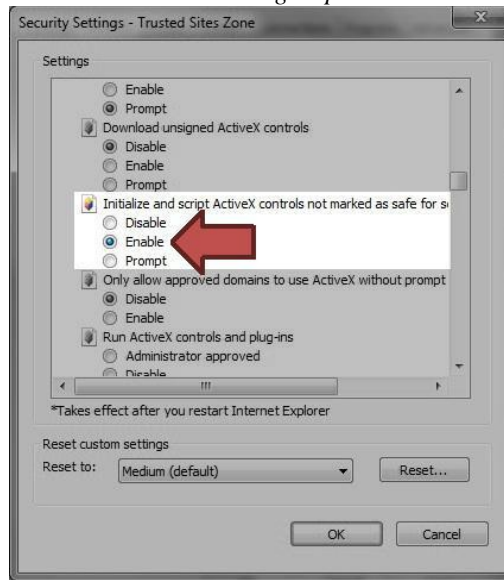 Security Settings - Trusted Sites Zone
Settings
Enable
Prompt
Download unsigned ActiveX controls
Disable
Enable
Prompt
Initialize and script ActiveX controls not marked as safe for s
Disable
Enable
Prompt
Only allow approved domains to use ActiveX without prompt
Disable
Enable
Run ActiveX controls and plug-ins
Administrator approved
Disable
*Takes effect after you restart Internet Explorer
Reset custom settings
Reset to: Medium (default) Reset...
OK Cancel